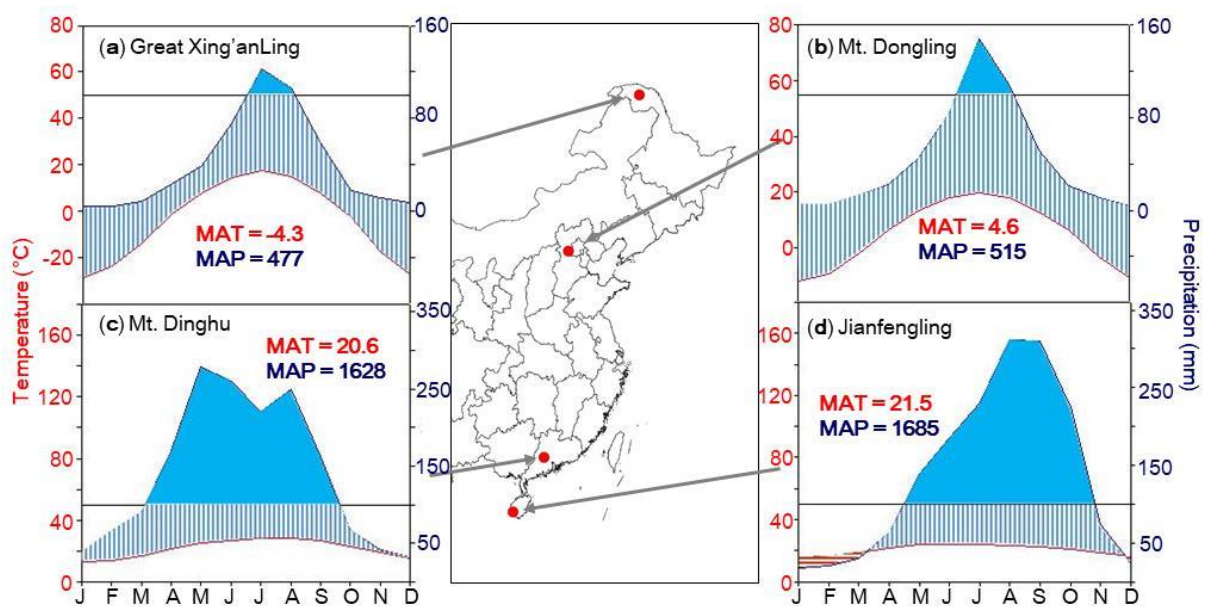 (a) Great Xing'anLing
MAT = -4.3
MAP = 477
80
60
40
20
0
-20
160
80
0
(b) Mt. Dongling
MAT = 4.6
MAP = 515
80
60
40
20
0
160
80
0
(c) Mt. Dinghu
MAT = 20.6
MAP = 1628
160
120
80
40
0
350
250
150
50
J F M A M J J A S O N D
(d) Jianfengling
MAT = 21.5
MAP = 1685
160
120
80
40
0
350
250
150
50
J F M A M J J A S O N D
Temperature (°C)
Precipitation (mm)